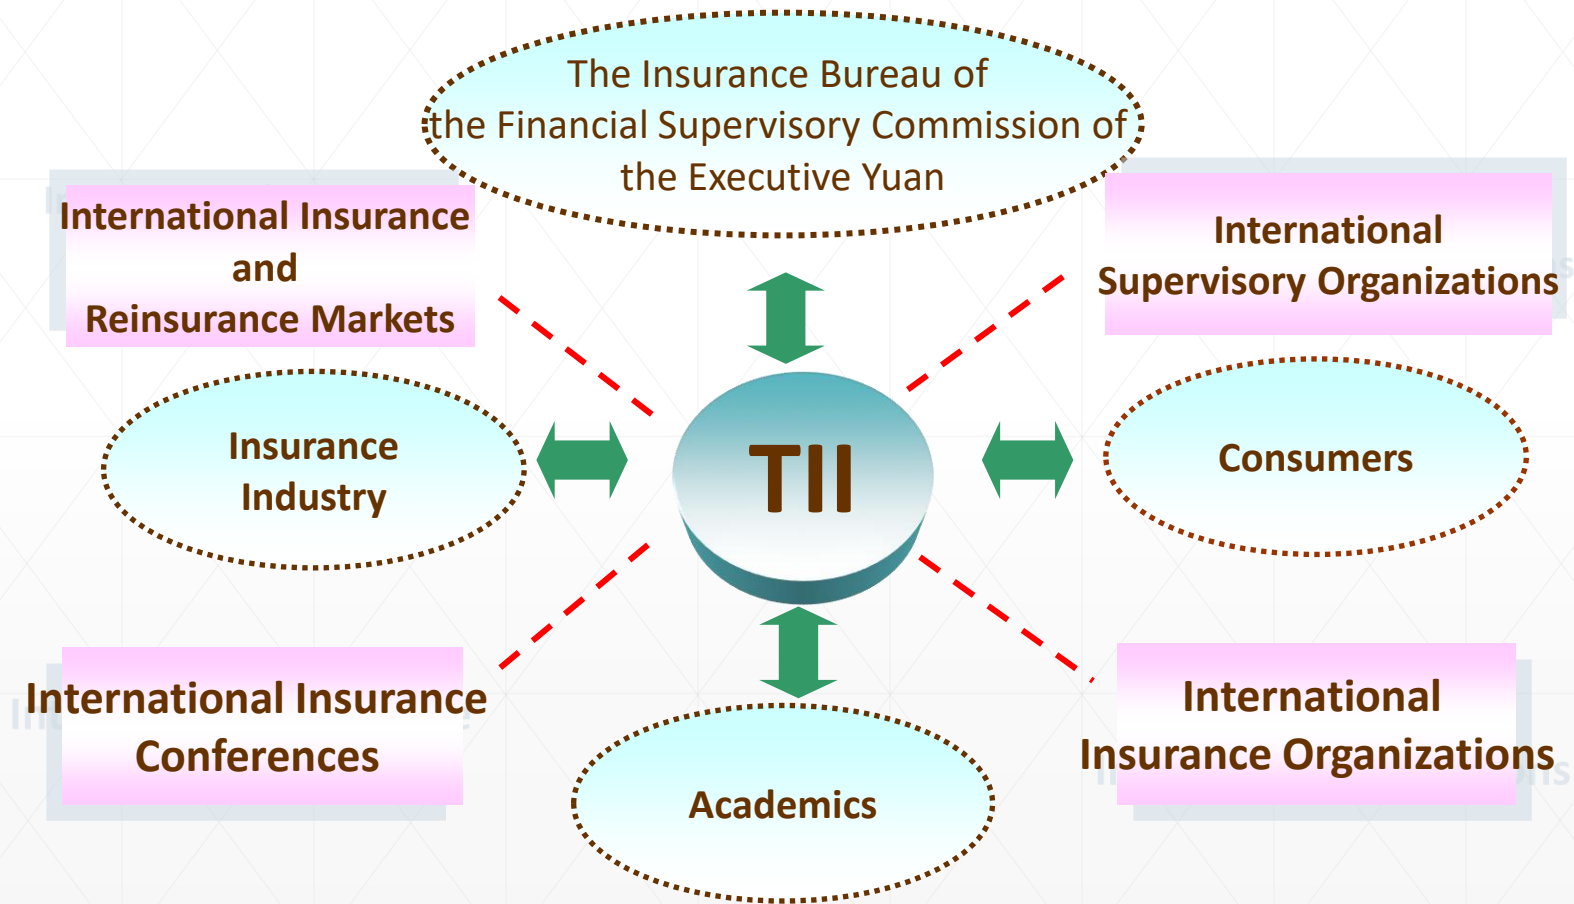 The Insurance Bureau of
the Financial Supervisory Commission of
the Executive Yuan
International Insurance
and
Reinsurance Markets
International
Supervisory Organizations
Insurance
Industry
TII
Consumers
International Insurance
Conferences
Academics
International
Insurance Organizations